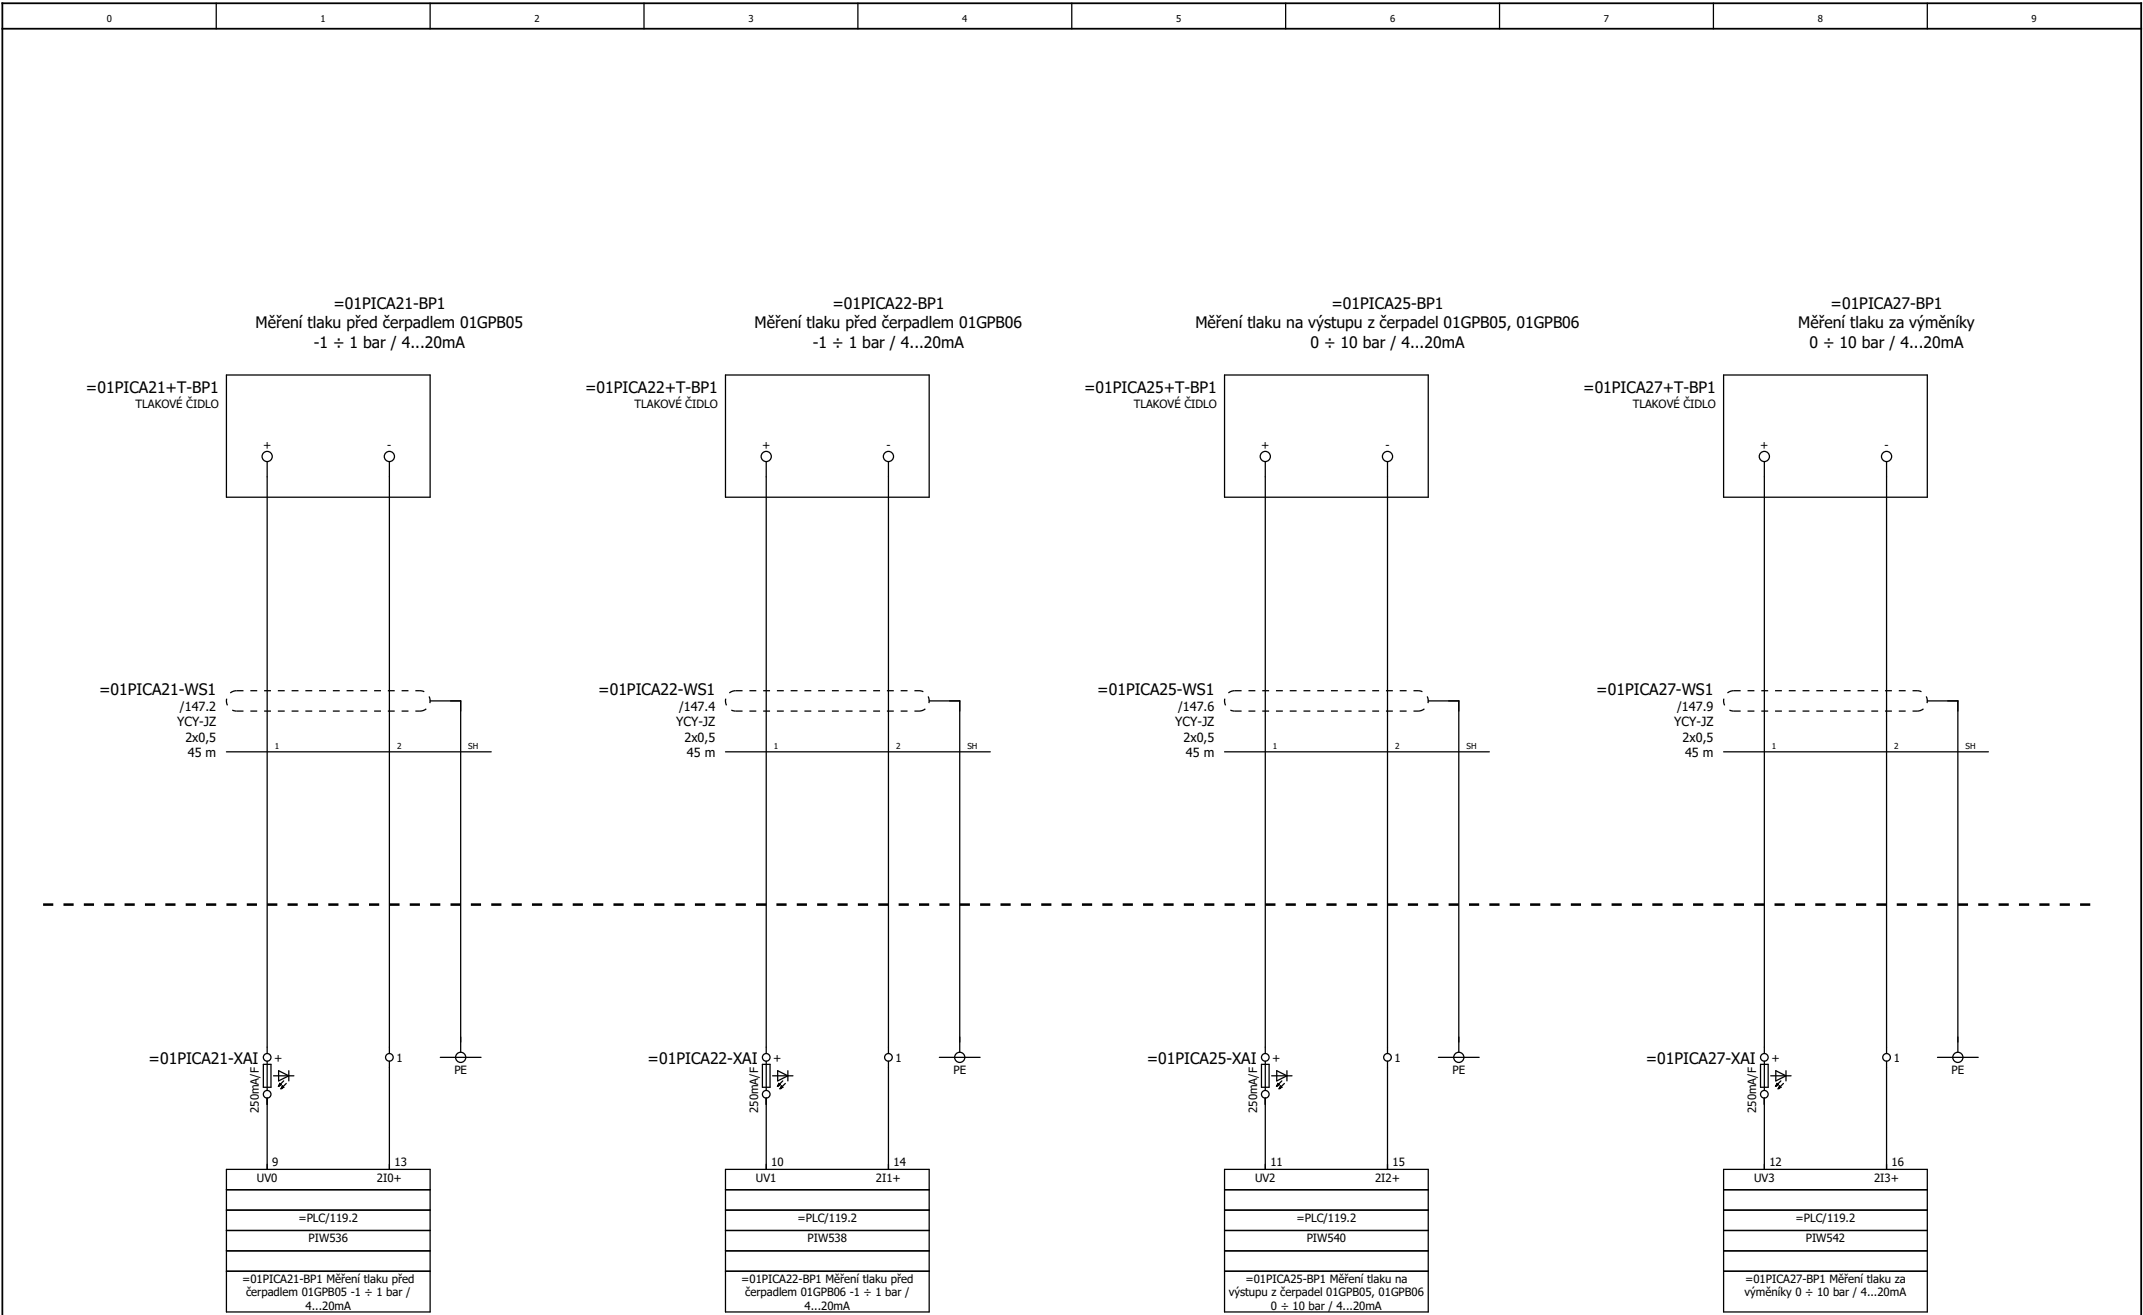 0 1 2 3 4 5 6 7 8 9
=01PICA21-BP1
Měření tlaku před čerpadlem 01GPB05
-1 ÷ 1 bar / 4...20mA
=01PICA22-BP1
Měření tlaku před čerpadlem 01GPB06
-1 ÷ 1 bar / 4...20mA
=01PICA25-BP1
Měření tlaku na výstupu z čerpadel 01GPB05, 01GPB06
0 ÷ 10 bar / 4...20mA
=01PICA27-BP1
Měření tlaku za výměníky
0 ÷ 10 bar / 4...20mA
=01PICA21+T-BP1
TLAKOVÉ ČIDLO
+ -
=01PICA22+T-BP1
TLAKOVÉ ČIDLO
+ -
=01PICA25+T-BP1
TLAKOVÉ ČIDLO
+ -
=01PICA27+T-BP1
TLAKOVÉ ČIDLO
+ -
=01PICA21-WS1
/147.2
YCY-JZ
2x0,5
45 m
1 2 SH
=01PICA22-WS1
/147.4
YCY-JZ
2x0,5
45 m
1 2 SH
=01PICA25-WS1
/147.6
YCY-JZ
2x0,5
45 m
1 2 SH
=01PICA27-WS1
/147.9
YCY-JZ
2x0,5
45 m
1 2 SH
=01PICA21-XAI + 1
PE
250mA/F
=01PICA22-XAI + 1
PE
250mA/F
=01PICA25-XAI + 1
PE
250mA/F
=01PICA27-XAI + 1
PE
250mA/F
9 13
UV0 2I0+
=PLC/119.2
PIW536
=01PICA21-BP1 Měření tlaku před
čerpadlem 01GPB05 -1 ÷ 1 bar /
4...20mA
10 14
UV1 2I1+
=PLC/119.2
PIW538
=01PICA22-BP1 Měření tlaku před
čerpadlem 01GPB06 -1 ÷ 1 bar /
4...20mA
11 15
UV2 2I2+
=PLC/119.2
PIW540
=01PICA25-BP1 Měření tlaku na
výstupu z čerpadel 01GPB05, 01GPB06
0 ÷ 10 bar / 4...20mA
12 16
UV3 2I3+
=PLC/119.2
PIW542
=01PICA27-BP1 Měření tlaku za
výměníky 0 ÷ 10 bar / 4...20mA